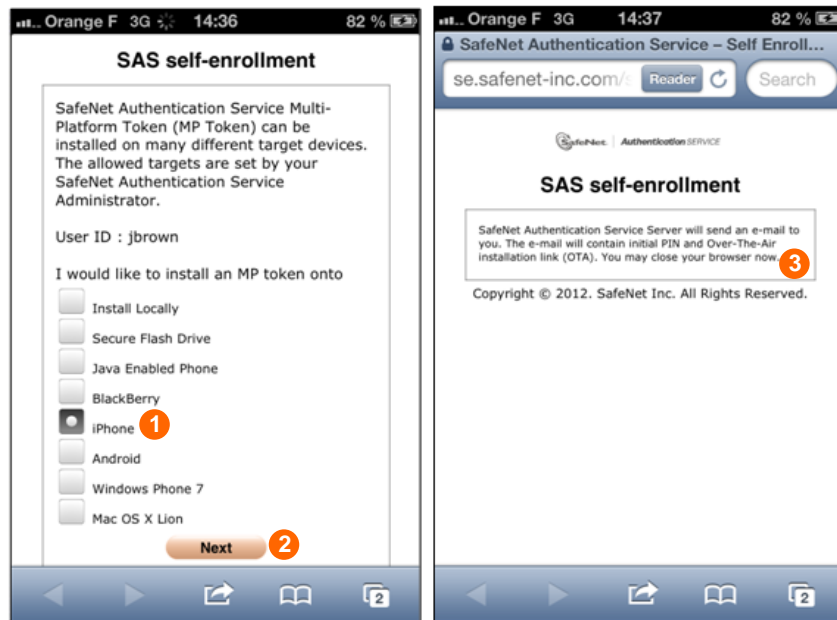 Orange F 3G 14:36 82 %
SAS self-enrollment
SafeNet Authentication Service Multi-
Platform Token (MP Token) can be
installed on many different target devices.
The allowed targets are set by your
SafeNet Authentication Service
Administrator.
User ID : jbrown
I would like to install an MP token onto
Install Locally
Secure Flash Drive
Java Enabled Phone
BlackBerry
iPhone 1
Android
Windows Phone 7
Mac OS X Lion
Next 2
2
Orange F 3G 14:37 82 %
SafeNet Authentication Service – Self Enroll...
se.safenet-inc.com/s Reader Search
SafeNet. Authentication SERVICE
SAS self-enrollment
SafeNet Authentication Service Server will send an e-mail to
you. The e-mail will contain initial PIN and Over-The-Air
installation link (OTA). You may close your browser now. 3
Copyright © 2012. SafeNet Inc. All Rights Reserved.
2